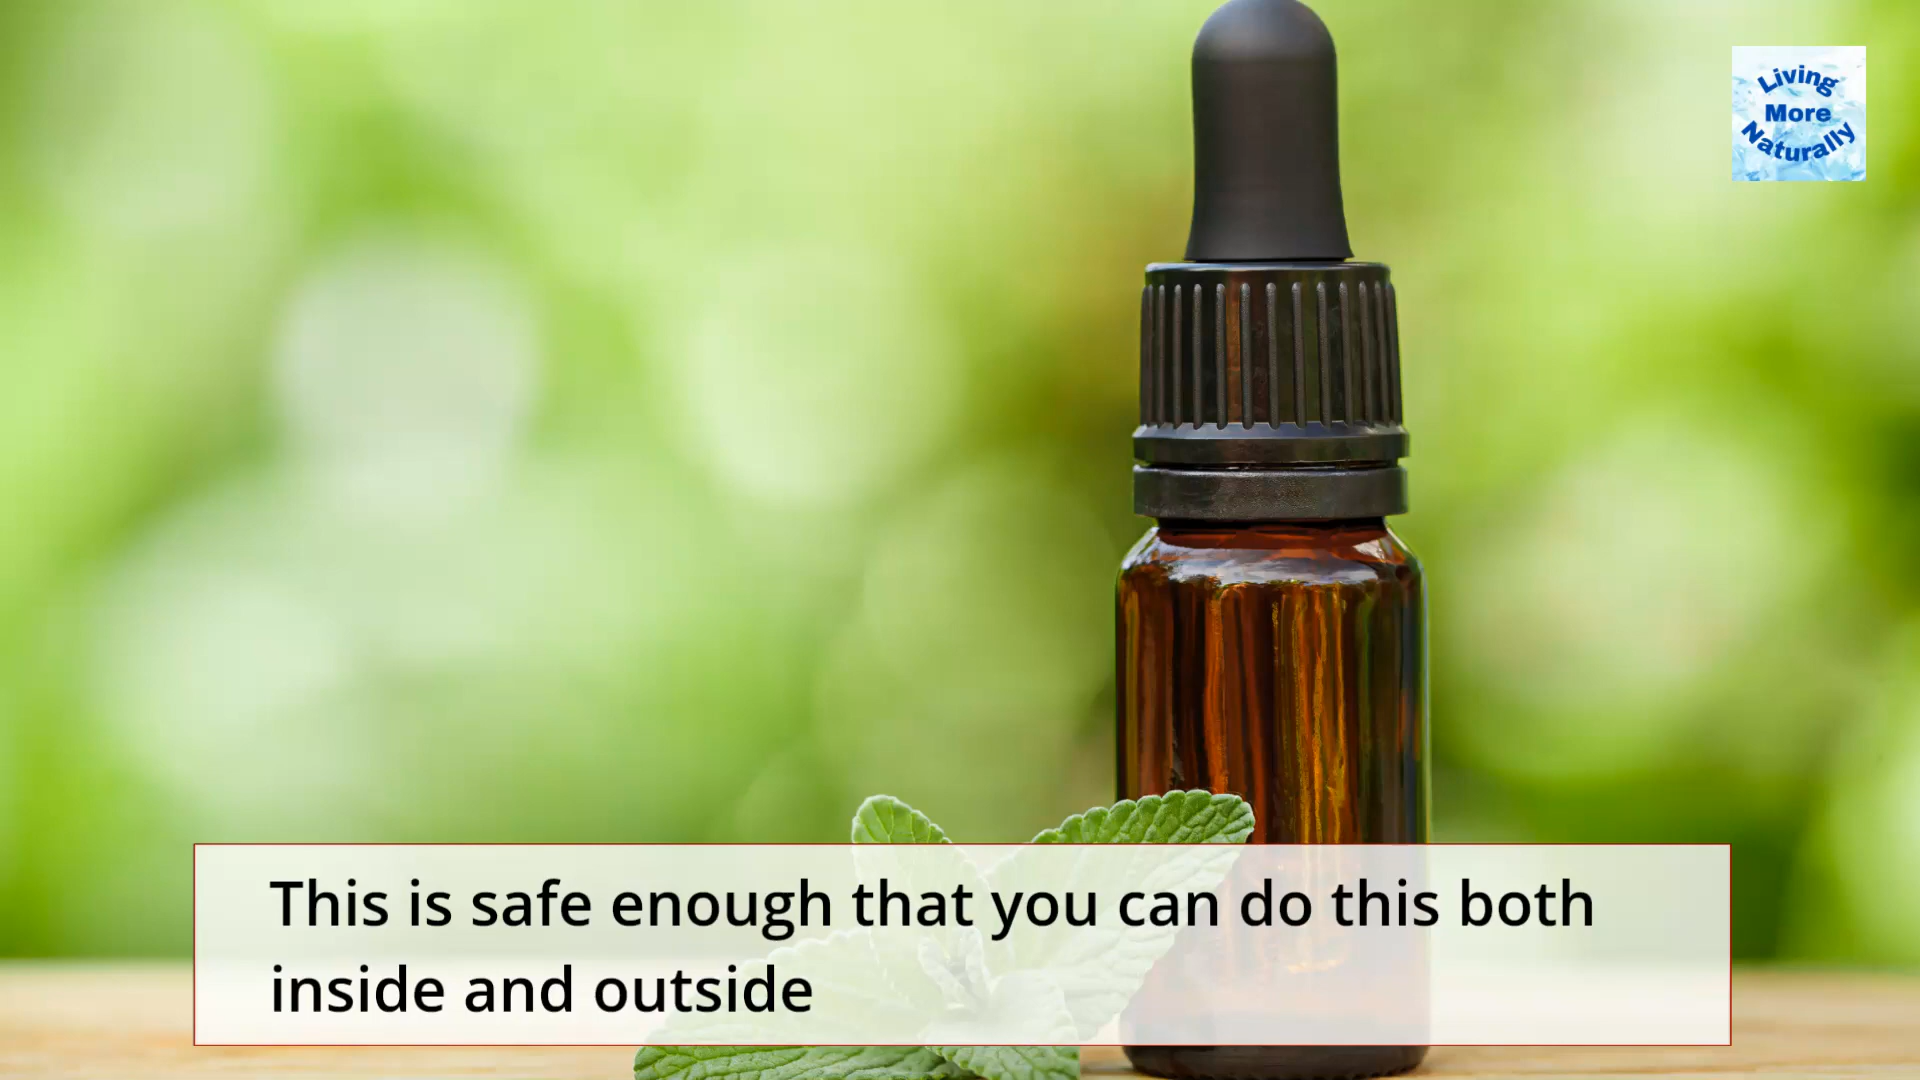 Living
More
Naturally
This is safe enough that you can do this both
inside and outside